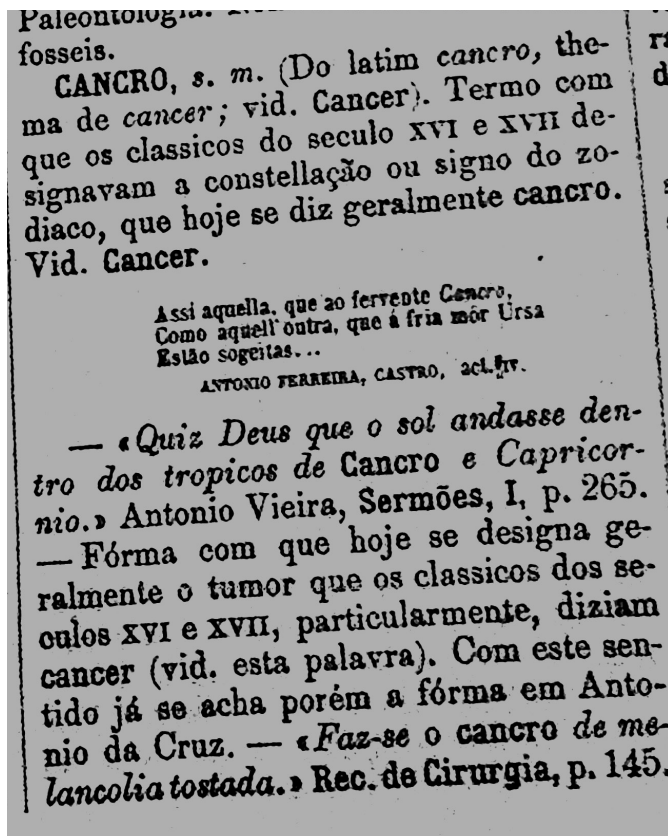 Paleontologia.
fosseis.
CANCRO, s. m. (Do latim cancro, the-
ma de cancer; vid. Cancer). Termo com
que os classicos do seculo XVI e XVII de-
signavam a constellação ou signo do zo-
diaco, que hoje se diz geralmente cancro.
Vid. Cancer.
Assi aquella, que ao fervente Cancro,
Como aquell' outra, que á fria mór Ursa
Estão sogeitas...
ANTONIO FERREIRA, CASTRO, act. IV.
— «Quiz Deus que o sol andasse den-
tro dos tropicos de Cancro e Capricor-
nio.» Antonio Vieira, Sermões, I, p. 265.
— Fórma com que hoje se designa ge-
ralmente o tumor que os classicos dos se-
culos XVI e XVII, particularmente, diziam
cancer (vid. esta palavra). Com este sen-
tido já se acha porém a fórma em Anto-
nio da Cruz. — «Faz-se o cancro de me-
lancolia tostada.» Rec. de Cirurgia, p. 145.